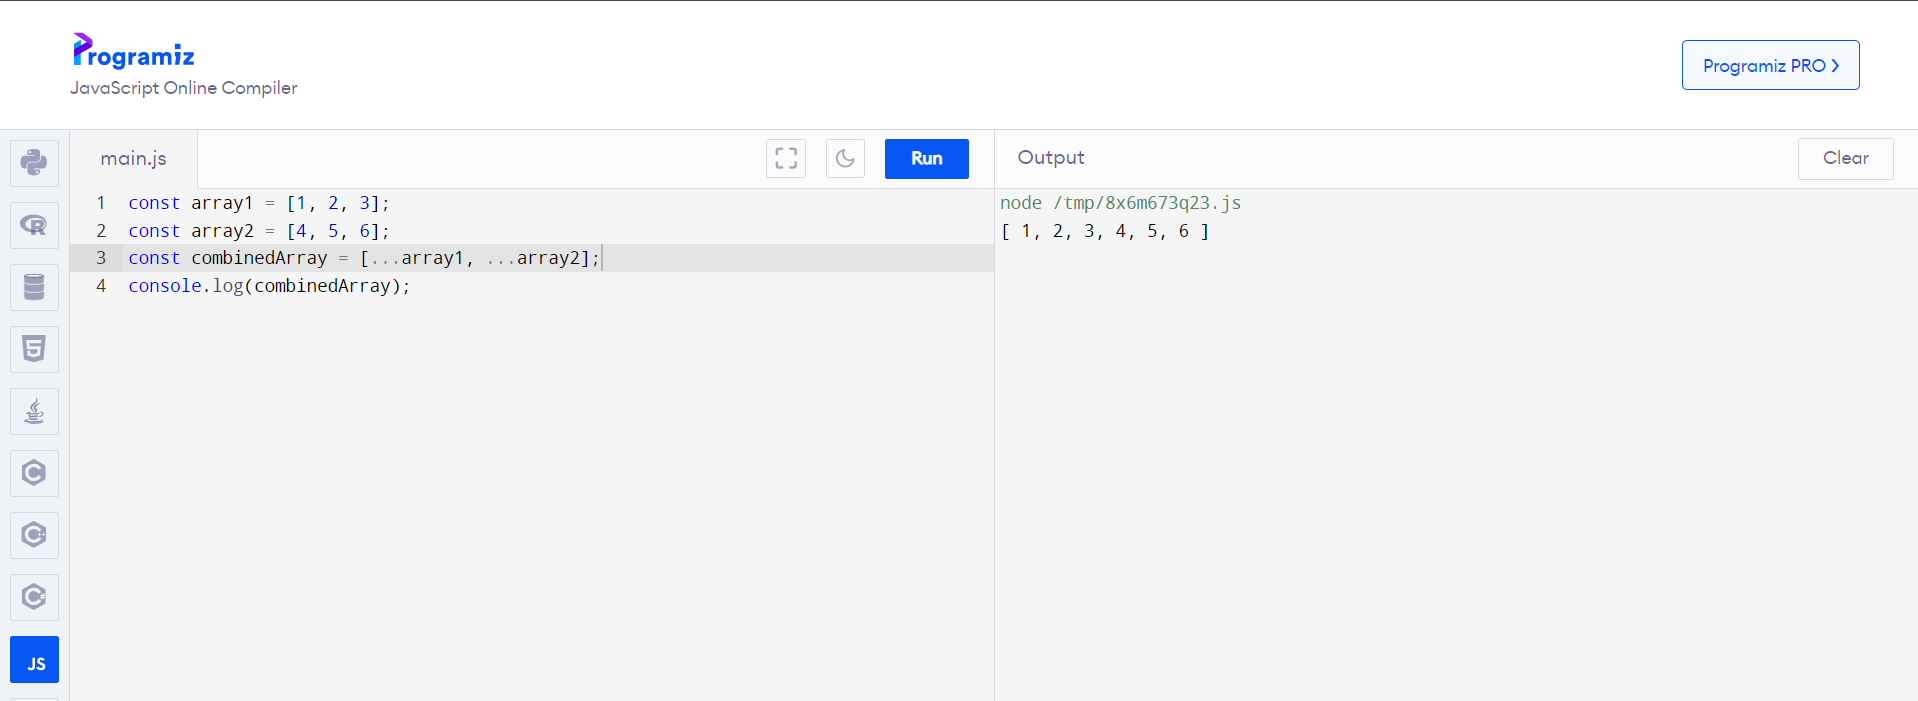 Programiz
JavaScript Online Compiler
Programiz PRO
main.js
Run
Output
Clear
1 const array1 = [1, 2, 3];
2 const array2 = [4, 5, 6];
3 const combinedArray = [...array1, ...array2];
4 console.log(combinedArray);
node /tmp/8x6m673q23.js
[ 1, 2, 3, 4, 5, 6 ]
R
5
C
C++
C#
JS